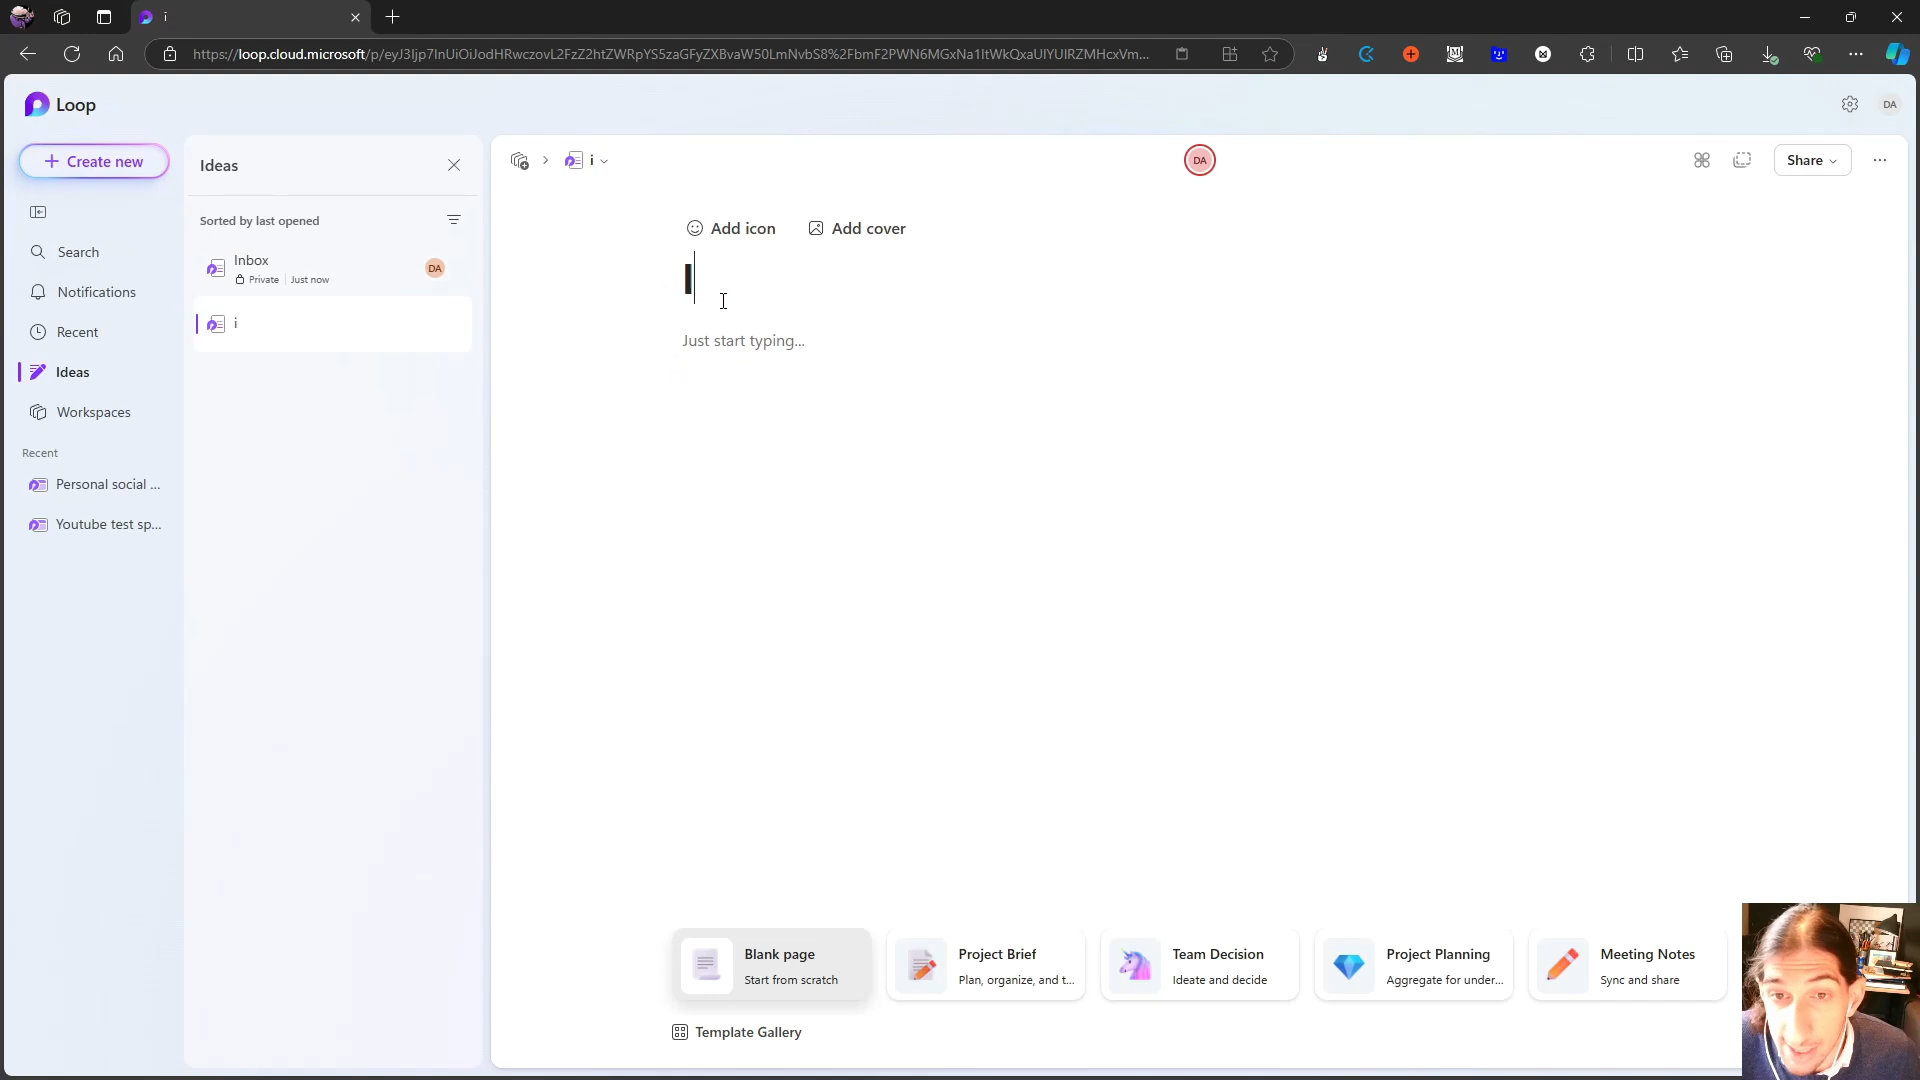 i
https://loop.cloud.microsoft/p/eyJ3Ijp7InUiOiJodHRwczovL2FzZ2htZWRpYS5zaGFyZXBvaW50LmNvbS8%2FbmF2PWN6MGxNa1ltWkQxaUlYUlRZMHcxVm...
Loop
DA
Create new
Ideas
i
DA
Share
Sorted by last opened
Add icon
Add cover
Search
Inbox
Private
Just now
DA
I
Notifications
i
Just start typing...
Recent
Ideas
Workspaces
Recent
Personal social ...
Youtube test sp...
Blank page
Start from scratch
Project Brief
Plan, organize, and t...
Team Decision
Ideate and decide
Project Planning
Aggregate for under...
Meeting Notes
Sync and share
Template Gallery